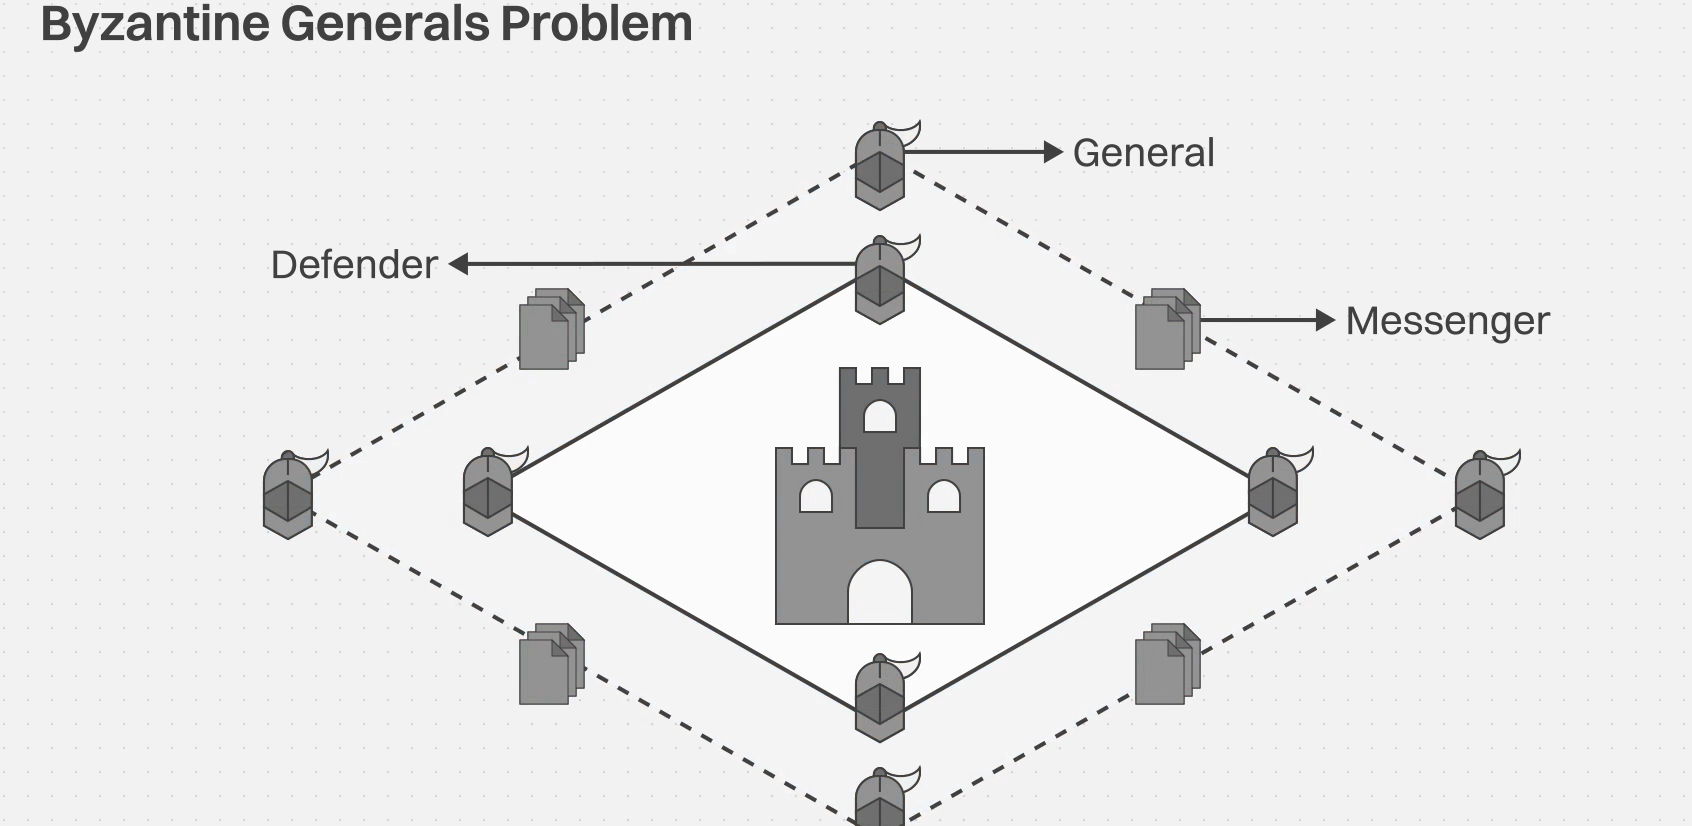 Byzantine Generals Problem
General
Defender
Messenger